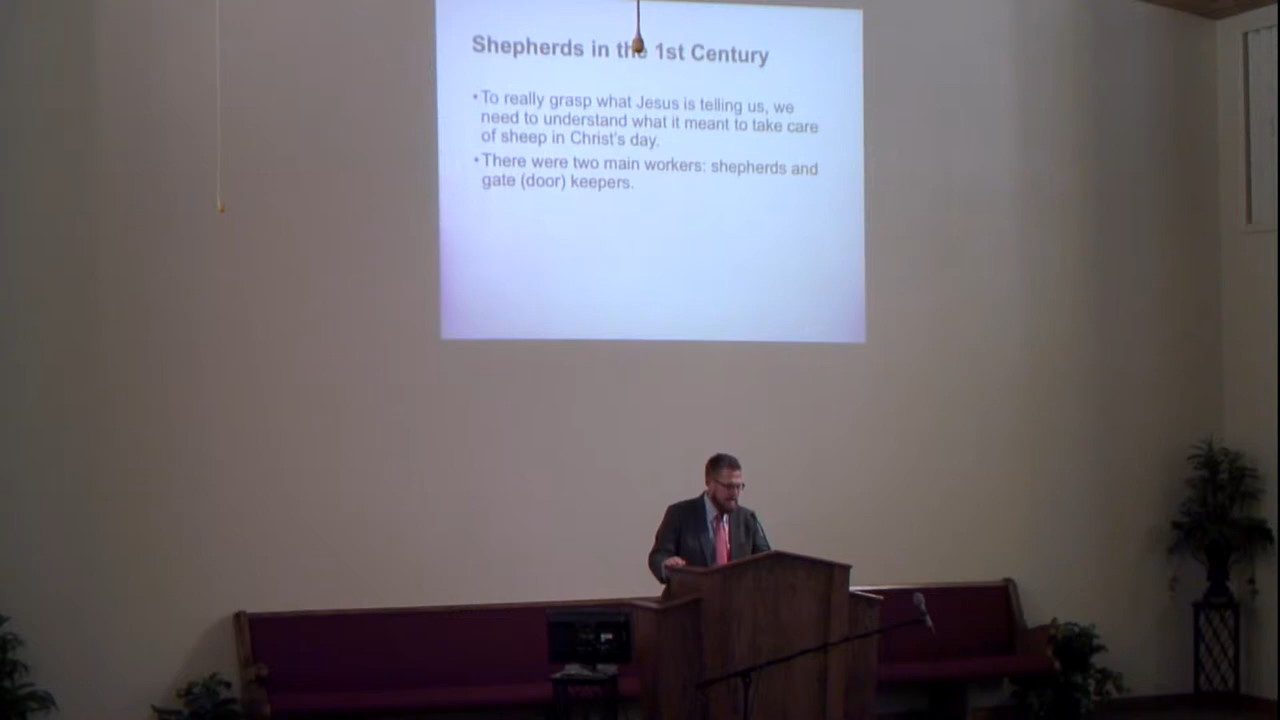 Shepherds in the 1st Century
• To really grasp what Jesus is telling us, we
need to understand what it meant to take care
of sheep in Christ's day.
• There were two main workers: shepherds and
gate (door) keepers.